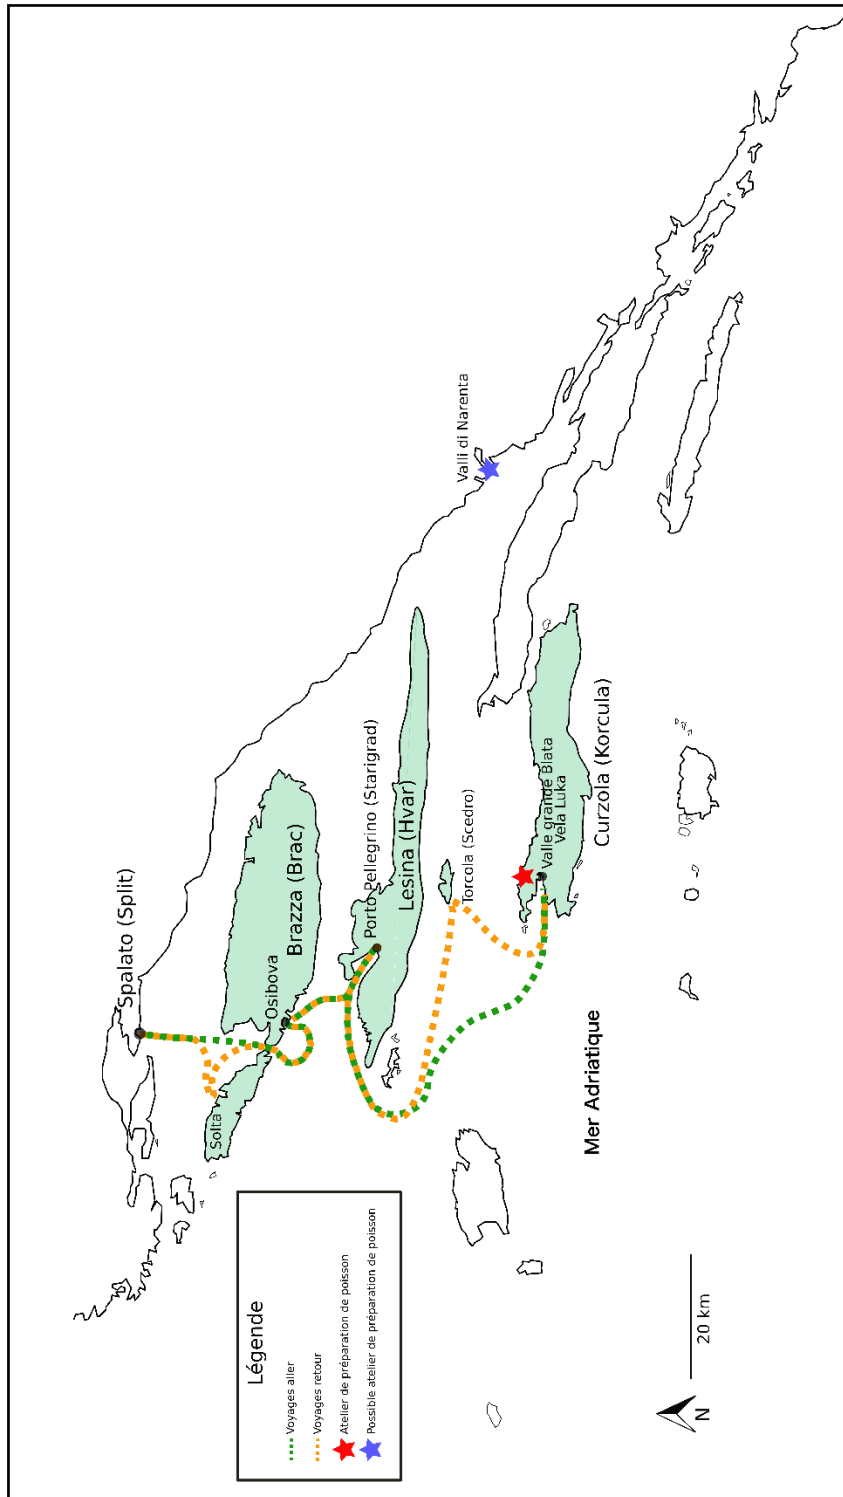 Spalato (Split)
Solta
Osibova
Brazza (Brac)
Porto Pellegrino (Starigrad)
Lesina (Hvar)
Torcola (Scedro)
Valli di Narenta
Valle grande Blata
Vela Luka
Curzola (Korcula)
Mer Adriatique
Légende
Voyages aller
Voyages retour
Atelier de préparation de poisson
Possible atelier de préparation de poisson
20 km
N